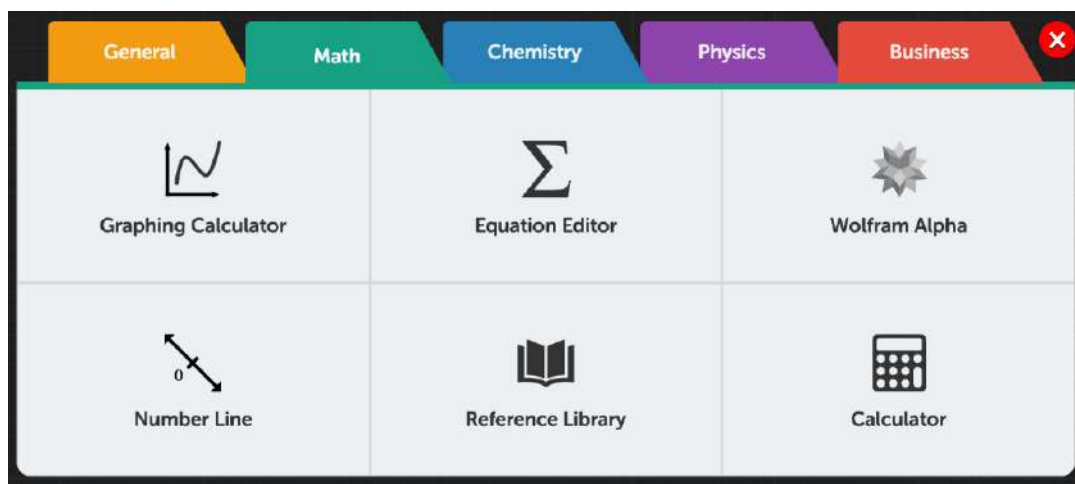 General
Math
Chemistry
Physics
Business
Graphing Calculator
Equation Editor
Wolfram Alpha
0
Number Line
Reference Library
Calculator